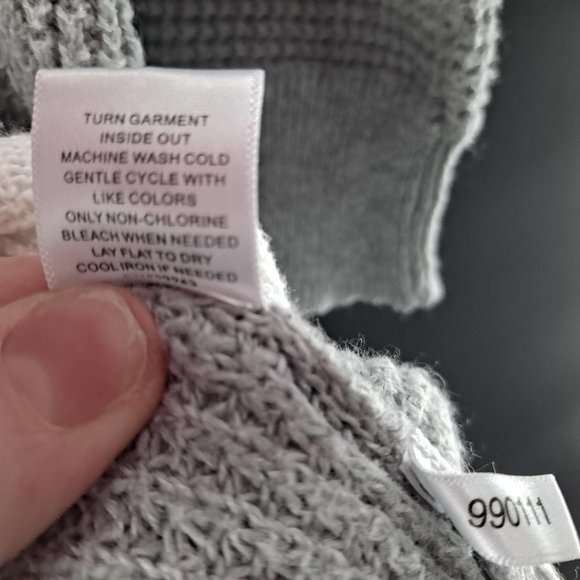 TURN GARMENT
INSIDE OUT
MACHINE WASH COLD
GENTLE CYCLE WITH
LIKE COLORS
ONLY NON-CHLORINE
BLEACH WHEN NEEDED
LAY FLAT TO DRY
COOL IRON IF NEEDED
990111